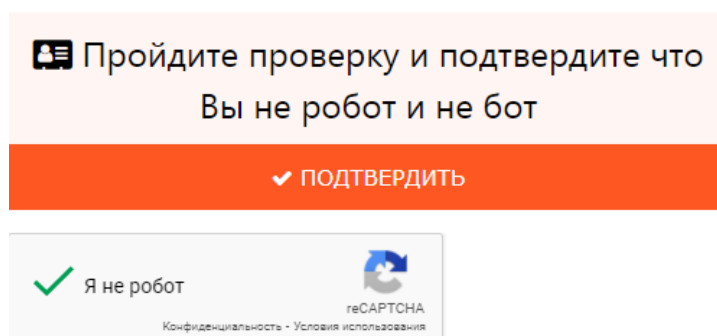 Пройдите проверку и подтвердите что
Вы не робот и не бот
ПОДТВЕРДИТЬ
Я не робот
reCAPTCHA
Конфиденциальность - Условия использования